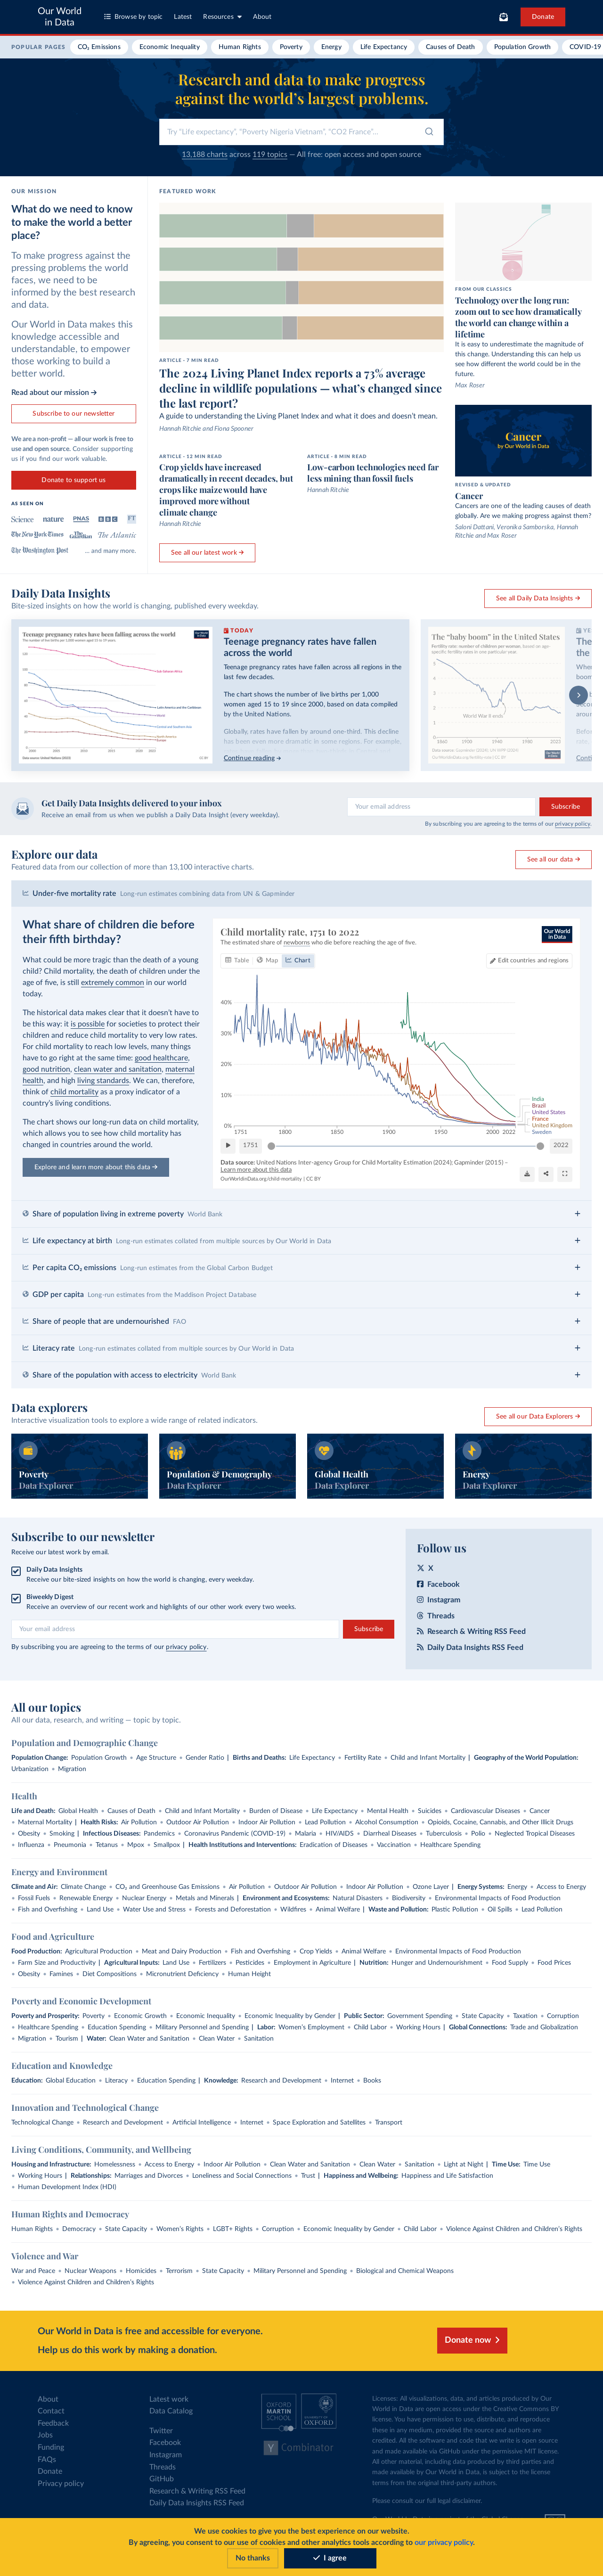 Our World
in Data
Browse by topic
Latest
Resources
About
Donate
POPULAR PAGES
CO₂ Emissions
Economic Inequality
Human Rights
Poverty
Energy
Life Expectancy
Causes of Death
Population Growth
COVID-19
Research and data to make progress
against the world’s largest problems.
Try “Life expectancy”, “Poverty Nigeria Vietnam”, “CO2 France”...
13,188 charts across 119 topics — All free: open access and open source
OUR MISSION
What do we need to know
to make the world a better
place?
To make progress against the
pressing problems the world
faces, we need to be
informed by the best research
and data.
Our World in Data makes this
knowledge accessible and
understandable, to empower
those working to build a
better world.
Read about our mission →
Subscribe to our newsletter
We are a non-profit — all our work is free to
use and open source. Consider supporting
us if you find our work valuable.
Donate to support us
AS SEEN ON
Science
nature
PNAS
BBC
FT
The New York Times
The Guardian
The Atlantic
The Washington Post
... and many more.
FEATURED WORK
ARTICLE - 7 MIN READ
The 2024 Living Planet Index reports a 73% average
decline in wildlife populations — what’s changed since
the last report?
A guide to understanding the Living Planet Index and what it does and doesn’t mean.
Hannah Ritchie and Fiona Spooner
ARTICLE - 12 MIN READ
Crop yields have increased
dramatically in recent decades, but
crops like maize would have
improved more without
climate change
Hannah Ritchie
ARTICLE - 8 MIN READ
Low-carbon technologies need far
less mining than fossil fuels
Hannah Ritchie
See all our latest work →
FROM OUR CLASSICS
Technology over the long run:
zoom out to see how dramatically
the world can change within a
lifetime
It is easy to underestimate the magnitude of
this change. Understanding this can help us
see how different the world could be in the
future.
Max Roser
Cancer
by Our World in Data
REVISED & UPDATED
Cancer
Cancers are one of the leading causes of death
globally. Are we making progress against them?
Saloni Dattani, Veronika Samborska, Hannah
Ritchie and Max Roser
Daily Data Insights
Bite-sized insights on how the world is changing, published every weekday.
See all Daily Data Insights →
Teenage pregnancy rates have been falling across the world
TODAY
Teenage pregnancy rates have fallen
across the world
Teenage pregnancy rates have fallen across all regions in the
last few decades.
The chart shows the number of live births per 1,000
women aged 15 to 19 since 2000, based on data compiled
by the United Nations.
Globally, rates have fallen by around one-third. This decline
has been even more dramatic in some regions. For example,
Continue reading →
The “baby boom” in the United States
World War II ends
Get Daily Data Insights delivered to your inbox
Receive an email from us when we publish a Daily Data Insight (every weekday).
Your email address
Subscribe
By subscribing you are agreeing to the terms of our privacy policy.
Explore our data
Featured data from our collection of more than 13,100 interactive charts.
See all our data →
Under-five mortality rate Long-run estimates combining data from UN & Gapminder
What share of children die before
their fifth birthday?
What could be more tragic than the death of a young
child? Child mortality, the death of children under the
age of five, is still extremely common in our world
today.
The historical data makes clear that it doesn’t have to
be this way: it is possible for societies to protect their
children and reduce child mortality to very low rates.
For child mortality to reach low levels, many things
have to go right at the same time: good healthcare,
good nutrition, clean water and sanitation, maternal
health, and high living standards. We can, therefore,
think of child mortality as a proxy indicator of a
country’s living conditions.
The chart shows our long-run data on child mortality,
which allows you to see how child mortality has
changed in countries around the world.
Explore and learn more about this data →
Child mortality rate, 1751 to 2022
The estimated share of newborns who die before reaching the age of five.
Our World
in Data
Table
Map
Chart
Edit countries and regions
40%
30%
20%
10%
0%
1751
1800
1850
1900
1950
2000
2022
India
Brazil
United States
France
United Kingdom
Sweden
1751
2022
Data source: United Nations Inter-agency Group for Child Mortality Estimation (2024); Gapminder (2015) –
Learn more about this data
OurWorldinData.org/child-mortality | CC BY
Share of population living in extreme poverty World Bank
Life expectancy at birth Long-run estimates collated from multiple sources by Our World in Data
Per capita CO₂ emissions Long-run estimates from the Global Carbon Budget
GDP per capita Long-run estimates from the Maddison Project Database
Share of people that are undernourished FAO
Literacy rate Long-run estimates collated from multiple sources by Our World in Data
Share of the population with access to electricity World Bank
Data explorers
Interactive visualization tools to explore a wide range of related indicators.
See all our Data Explorers →
Poverty
Data Explorer
Population & Demography
Data Explorer
Global Health
Data Explorer
Energy
Data Explorer
Subscribe to our newsletter
Receive our latest work by email.
Daily Data Insights
Receive our bite-sized insights on how the world is changing, every weekday.
Biweekly Digest
Receive an overview of our recent work and highlights of our other work every two weeks.
Your email address
Subscribe
By subscribing you are agreeing to the terms of our privacy policy.
Follow us
X
Facebook
Instagram
Threads
Research & Writing RSS Feed
Daily Data Insights RSS Feed
All our topics
All our data, research, and writing — topic by topic.
Population and Demographic Change
Population Change: Population Growth • Age Structure • Gender Ratio | Births and Deaths: Life Expectancy • Fertility Rate • Child and Infant Mortality | Geography of the World Population:
Urbanization • Migration
Health
Life and Death: Global Health • Causes of Death • Child and Infant Mortality • Burden of Disease • Life Expectancy • Mental Health • Suicides • Cardiovascular Diseases • Cancer
• Maternal Mortality | Health Risks: Air Pollution • Outdoor Air Pollution • Indoor Air Pollution • Lead Pollution • Alcohol Consumption • Opioids, Cocaine, Cannabis, and Other Illicit Drugs
• Obesity • Smoking | Infectious Diseases: Pandemics • Coronavirus Pandemic (COVID-19) • Malaria • HIV/AIDS • Diarrheal Diseases • Tuberculosis • Polio • Neglected Tropical Diseases
• Influenza • Pneumonia • Tetanus • Mpox • Smallpox | Health Institutions and Interventions: Eradication of Diseases • Vaccination • Healthcare Spending
Energy and Environment
Climate and Air: Climate Change • CO₂ and Greenhouse Gas Emissions • Air Pollution • Outdoor Air Pollution • Indoor Air Pollution • Ozone Layer | Energy Systems: Energy • Access to Energy
• Fossil Fuels • Renewable Energy • Nuclear Energy • Metals and Minerals | Environment and Ecosystems: Natural Disasters • Biodiversity • Environmental Impacts of Food Production
• Fish and Overfishing • Land Use • Water Use and Stress • Forests and Deforestation • Wildfires • Animal Welfare | Waste and Pollution: Plastic Pollution • Oil Spills • Lead Pollution
Food and Agriculture
Food Production: Agricultural Production • Meat and Dairy Production • Fish and Overfishing • Crop Yields • Animal Welfare • Environmental Impacts of Food Production
• Farm Size and Productivity | Agricultural Inputs: Land Use • Fertilizers • Pesticides • Employment in Agriculture | Nutrition: Hunger and Undernourishment • Food Supply • Food Prices
• Obesity • Famines • Diet Compositions • Micronutrient Deficiency • Human Height
Poverty and Economic Development
Poverty and Prosperity: Poverty • Economic Growth • Economic Inequality • Economic Inequality by Gender | Public Sector: Government Spending • State Capacity • Taxation • Corruption
• Healthcare Spending • Education Spending • Military Personnel and Spending | Labor: Women’s Employment • Child Labor • Working Hours | Global Connections: Trade and Globalization
• Migration • Tourism | Water: Clean Water and Sanitation • Clean Water • Sanitation
Education and Knowledge
Education: Global Education • Literacy • Education Spending | Knowledge: Research and Development • Internet • Books
Innovation and Technological Change
Technological Change • Research and Development • Artificial Intelligence • Internet • Space Exploration and Satellites • Transport
Living Conditions, Community, and Wellbeing
Housing and Infrastructure: Homelessness • Access to Energy • Indoor Air Pollution • Clean Water and Sanitation • Clean Water • Sanitation • Light at Night | Time Use: Time Use
• Working Hours | Relationships: Marriages and Divorces • Loneliness and Social Connections • Trust | Happiness and Wellbeing: Happiness and Life Satisfaction
• Human Development Index (HDI)
Human Rights and Democracy
Human Rights • Democracy • State Capacity • Women’s Rights • LGBT+ Rights • Corruption • Economic Inequality by Gender • Child Labor • Violence Against Children and Children’s Rights
Violence and War
War and Peace • Nuclear Weapons • Homicides • Terrorism • State Capacity • Military Personnel and Spending • Biological and Chemical Weapons
• Violence Against Children and Children’s Rights
Our World in Data is free and accessible for everyone.
Help us do this work by making a donation.
Donate now
About
Contact
Feedback
Jobs
Funding
FAQs
Donate
Privacy policy
Latest work
Data Catalog
Twitter
Facebook
Instagram
Threads
GitHub
Research & Writing RSS Feed
Daily Data Insights RSS Feed
OXFORD
MARTIN
SCHOOL
UNIVERSITY OF
OXFORD
Y Combinator
Licenses: All visualizations, data, and articles produced by Our
World in Data are open access under the Creative Commons BY
license. You have permission to use, distribute, and reproduce
these in any medium, provided the source and authors are
credited. All the software and code that we write is open source
and made available via GitHub under the permissive MIT license.
All other material, including data produced by third parties and
made available by Our World in Data, is subject to the license
terms from the original third-party authors.
Please consult our full legal disclaimer.
We use cookies to give you the best experience on our website.
By agreeing, you consent to our use of cookies and other analytics tools according to our privacy policy.
No thanks
I agree